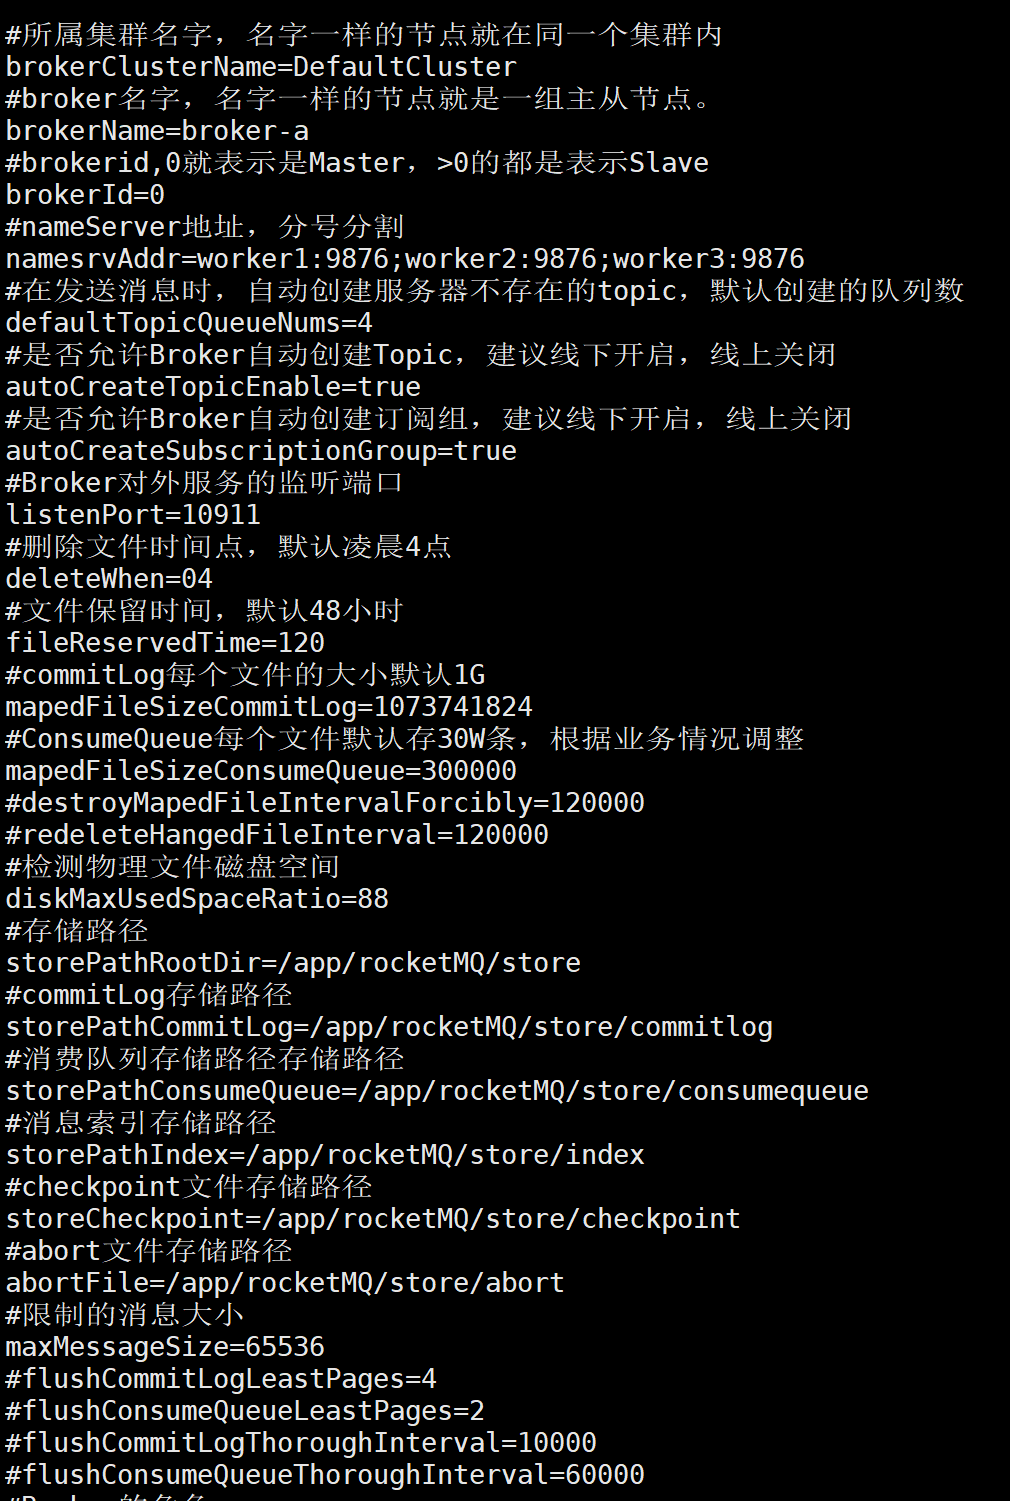 #所属集群名字，名字一样的节点就在同一个集群内
brokerClusterName=DefaultCluster
#broker名字，名字一样的节点就是一组主从节点。
brokerName=broker-a
#brokerid,0就表示是Master，>0的都是表示Slave
brokerId=0
#nameServer地址，分号分割
namesrvAddr=worker1:9876;worker2:9876;worker3:9876
#在发送消息时，自动创建服务器不存在的topic，默认创建的队列数
defaultTopicQueueNums=4
#是否允许Broker自动创建Topic，建议线下开启，线上关闭
autoCreateTopicEnable=true
#是否允许Broker自动创建订阅组，建议线下开启，线上关闭
autoCreateSubscriptionGroup=true
#Broker对外服务的监听端口
listenPort=10911
#删除文件时间点，默认凌晨4点
deleteWhen=04
#文件保留时间，默认48小时
fileReservedTime=120
#commitLog每个文件的大小默认1G
mapedFileSizeCommitLog=1073741824
#ConsumeQueue每个文件默认存30W条，根据业务情况调整
mapedFileSizeConsumeQueue=300000
#destroyMapedFileIntervalForcibly=120000
#redeleteHangedFileInterval=120000
#检测物理文件磁盘空间
diskMaxUsedSpaceRatio=88
#存储路径
storePathRootDir=/app/rocketMQ/store
#commitLog存储路径
storePathCommitLog=/app/rocketMQ/store/commitlog
#消费队列存储路径存储路径
storePathConsumeQueue=/app/rocketMQ/store/consumequeue
#消息索引存储路径
storePathIndex=/app/rocketMQ/store/index
#checkpoint文件存储路径
storeCheckpoint=/app/rocketMQ/store/checkpoint
#abort文件存储路径
abortFile=/app/rocketMQ/store/abort
#限制的消息大小
maxMessageSize=65536
#flushCommitLogLeastPages=4
#flushConsumeQueueLeastPages=2
#flushCommitLogThoroughInterval=10000
#flushConsumeQueueThoroughInterval=60000